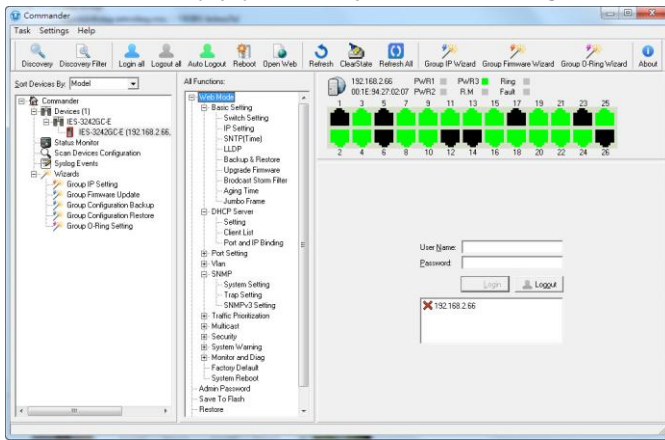 Commander
Task Settings Help
Discovery Discovery Filter Login all Logout all Auto Logout Reboot Open Web Refresh ClearState Refresh All Group IP Wizard Group Firmware Wizard Group O-Ring Wizard About
Sort Devices By: Model
Commander
Devices (1)
IES-3242GC-E
IES-3242GC-E (192.168.2.66,
Status Monitor
Scan Devices Configuration
Syslog Events
Wizards
Group IP Setting
Group Firmware Update
Group Configuration Backup
Group Configuration Restore
Group O-Ring Setting
All Functions:
Web Mode
Basic Setting
Switch Setting
IP Setting
SNTP(Time)
LLDP
Backup & Restore
Upgrade Firmware
Brodcast Storm Filter
Aging Time
Jumbo Frame
DHCP Server
Setting
Client List
Port and IP Binding
Port Setting
Vlan
SNMP
System Setting
Trap Setting
SNMPv3 Setting
Traffic Prioritization
Multicast
Security
System Warning
Monitor and Diag
Factory Default
System Reboot
Admin Password
Save To Flash
Restore
192.168.2.66 PWR1 PWR3 Ring
00:1E:94:27:02:07 PWR2 R.M Fault
1 3 5 7 9 11 13 15 17 19 21 23 25
2 4 6 8 10 12 14 16 18 20 22 24 26
User Name:
Password:
Login Logout
192.168.2.66